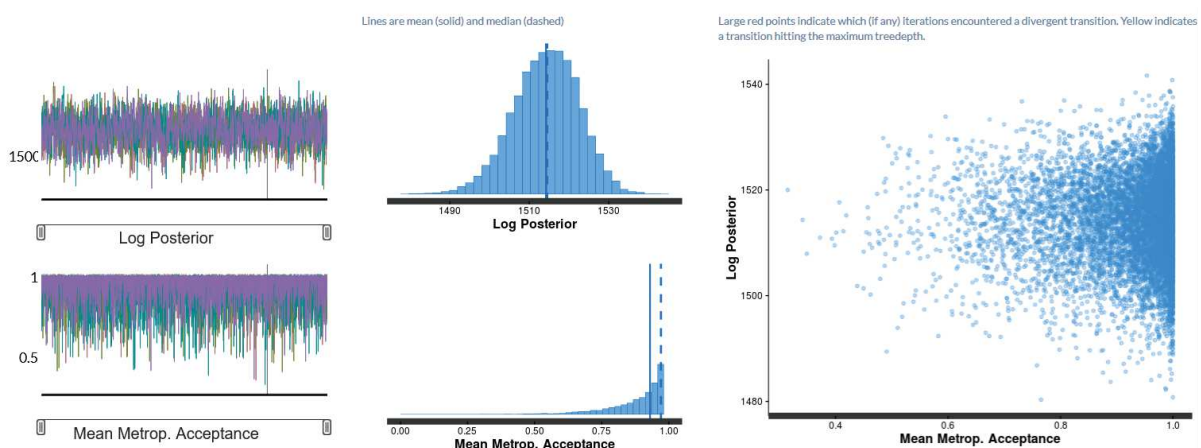 1500
Log Posterior
1
0.5
Mean Metrop. Acceptance
Lines are mean (solid) and median (dashed)
1490 1510 1530
Log Posterior
0.00 0.25 0.50 0.75 1.00
Mean Metrop. Acceptance
Large red points indicate which (if any) iterations encountered a divergent transition. Yellow indicates
a transition hitting the maximum treedepth.
1540
1520
1500
1480
Log Posterior
0.4 0.6 0.8 1.0
Mean Metrop. Acceptance